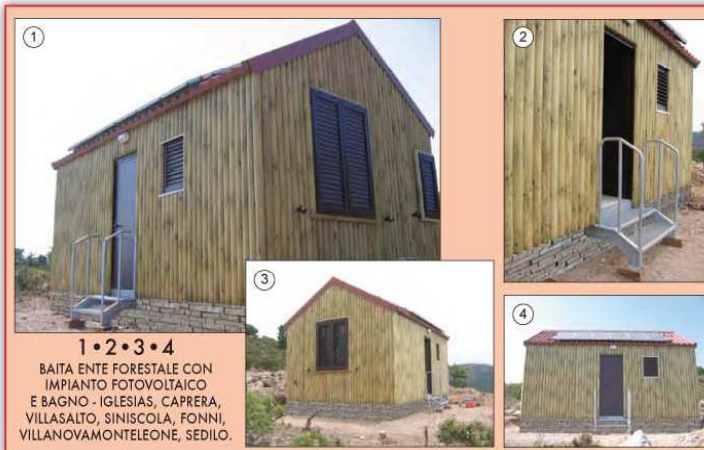 1
2
3
4
1•2•3•4
BAITA ENTE FORESTALE CON
IMPIANTO FOTOVOLTAICO
E BAGNO - IGLESIAS, CAPRERA,
VILLASALTO, SINISCOLA, FONNI,
VILLANOVAMONTELEONE, SEDILO.